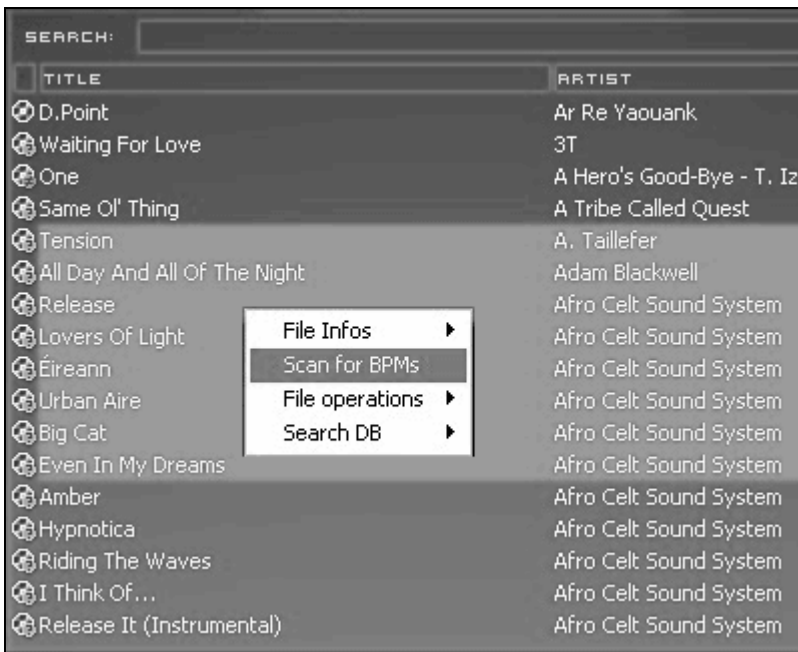 SEARCH:
TITLE ARTIST
D.Point Ar Re Yaouank
Waiting For Love 3T
One A Hero's Good-Bye - T. Iz
Same Ol' Thing A Tribe Called Quest
Tension A. Taillefer
All Day And All Of The Night Adam Blackwell
Release Afro Celt Sound System
File Infos
Lovers Of Light Afro Celt Sound System
Scan for BPMs
Éireann Afro Celt Sound System
File operations
Urban Aire Afro Celt Sound System
Search DB
Big Cat Afro Celt Sound System
Even In My Dreams Afro Celt Sound System
Amber Afro Celt Sound System
Hypnotica Afro Celt Sound System
Riding The Waves Afro Celt Sound System
I Think Of... Afro Celt Sound System
Release It (Instrumental) Afro Celt Sound System